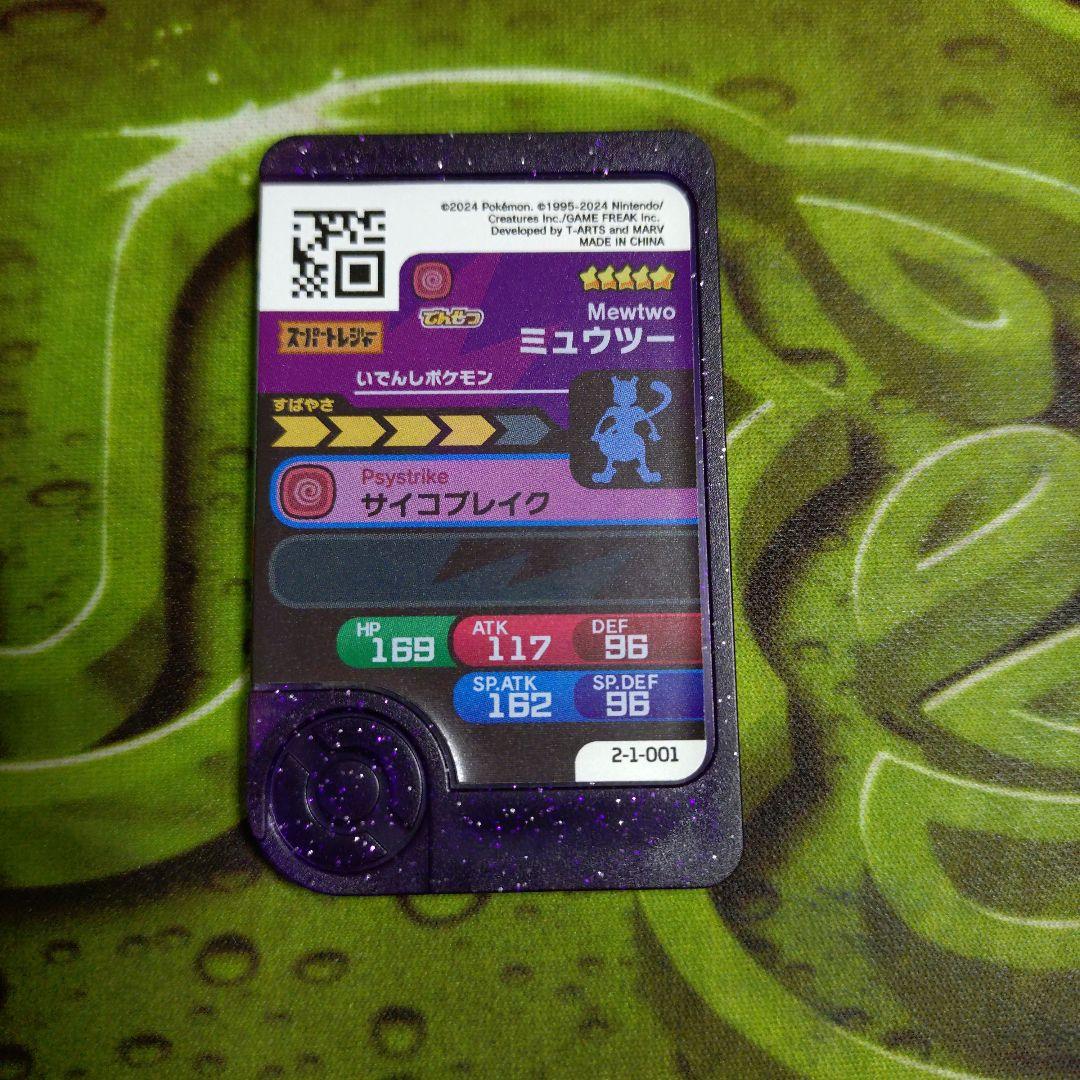 ©2024 Pokémon. ©1995-2024 Nintendo/
Creatures Inc./GAME FREAK inc.
Developed by T-ARTS and MARV
MADE IN CHINA
でんせつ
スーパートレジャー
Mewtwo
ミュウツー
いでんしポケモン
すばやさ
Psystrike
サイコブレイク
HP
169
ATK
117
DEF
96
SP.ATK
162
SP.DEF
96
2-1-001